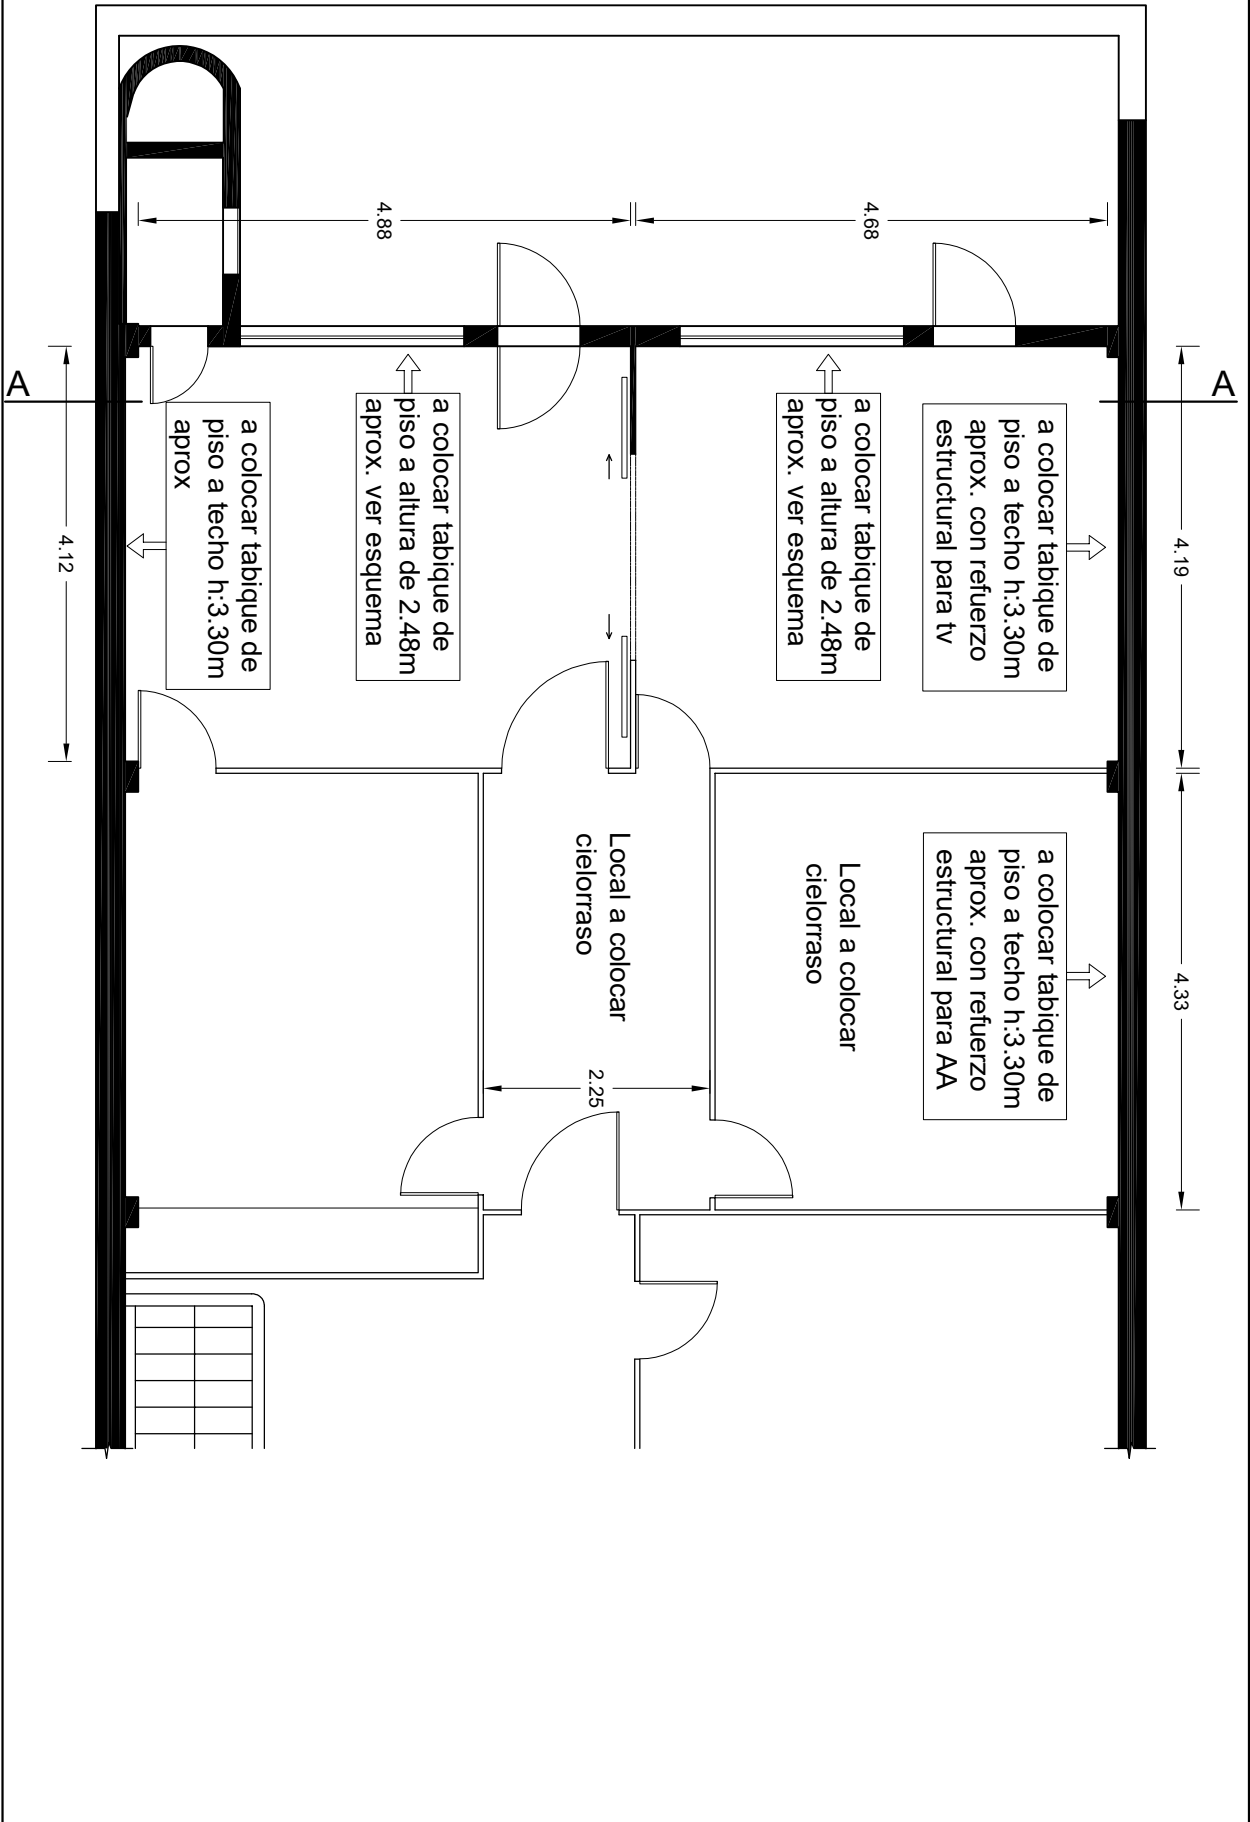 A
A
4.88
4.68
4.12
4.19
4.33
2.25
a colocar tabique de
piso a techo h:3.30m
aprox. con refuerzo
estructural para tv
a colocar tabique de
piso a altura de 2.48m
aprox. ver esquema
a colocar tabique de
piso a altura de 2.48m
aprox. ver esquema
a colocar tabique de
piso a techo h:3.30m
aprox
a colocar tabique de
piso a techo h:3.30m
aprox. con refuerzo
estructural para AA
Local a colocar
cielorraso
Local a colocar
cielorraso